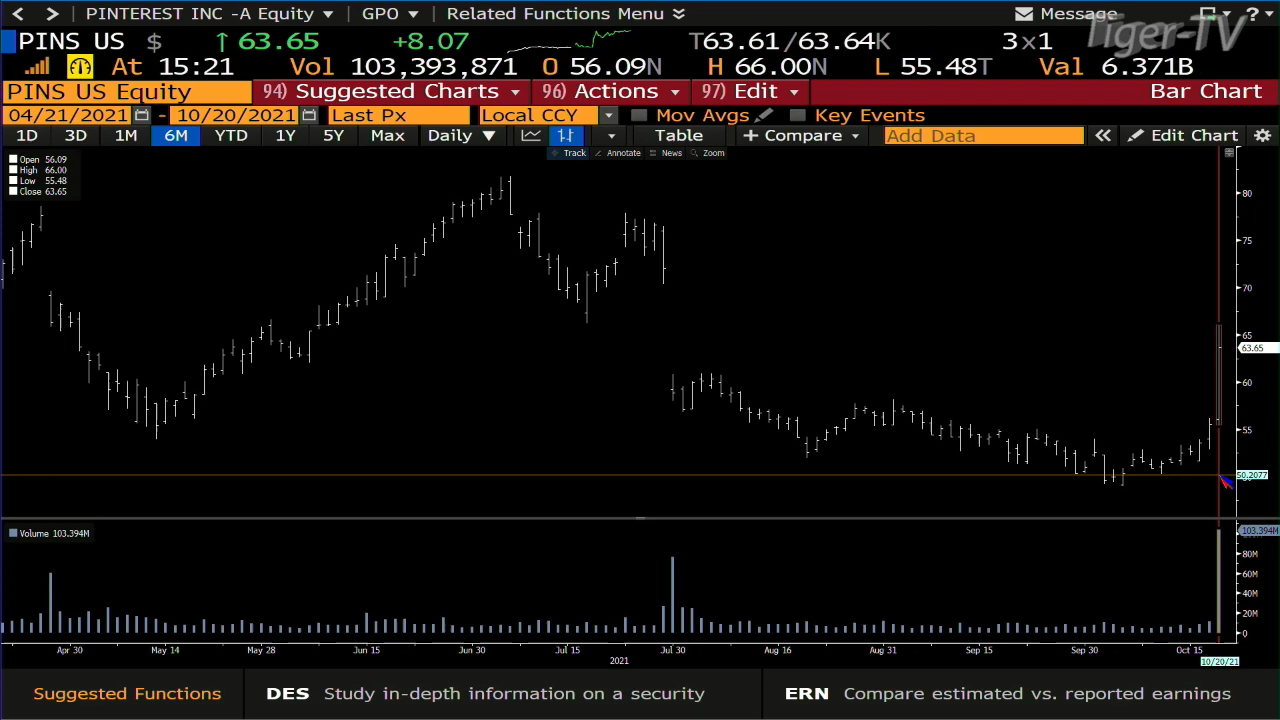 < > PINTEREST INC -A Equity GPO Related Functions Menu Message ?
Tiger-TV
PINS US $ ↑ 63.65 +8.07 T63.61/63.64K 3×1
At 15:21 Vol 103,393,871 O 56.09N H 66.00N L 55.48T Val 6.371B
PINS US Equity 94) Suggested Charts 96) Actions 97) Edit Bar Chart
04/21/2021 - 10/20/2021 Last Px Local CCY Mov Avgs Key Events
1D 3D 1M 6M YTD 1Y 5Y Max Daily ▼ Table + Compare Add Data « Edit Chart
Track Annotate News Zoom
Open 56.09
High 66.00
Low 55.48
Close 63.65
80
75
70
65
63.65
60
55
50.2077
Volume 103.394M
103.394M
80M
60M
40M
20M
0
Apr 30 May 14 May 28 Jun 15 Jun 30 Jul 15 Jul 30 Aug 16 Aug 31 Sep 15 Sep 30 Oct 15
2021
10/20/21
Suggested Functions DES Study in-depth information on a security ERN Compare estimated vs. reported earnings